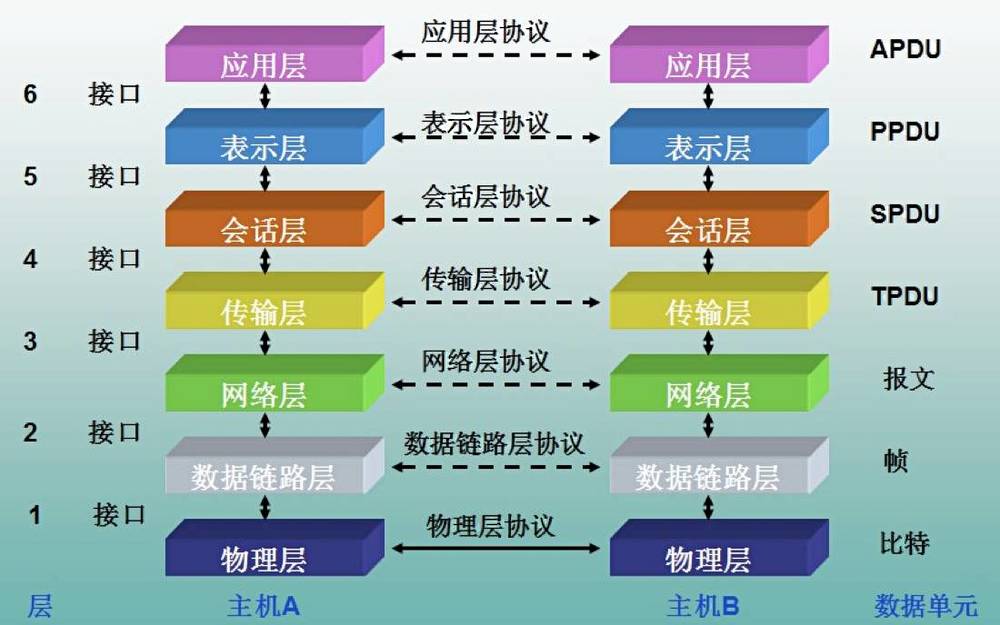 应用层协议
应用层 应用层 APDU
6 接口
表示层协议
表示层 表示层 PPDU
5 接口
会话层协议
会话层 会话层 SPDU
4 接口
传输层协议
传输层 传输层 TPDU
3 接口
网络层协议
网络层 网络层 报文
2 接口
数据链路层协议
数据链路层 数据链路层 帧
1 接口
物理层协议
物理层 物理层 比特
层 主机A 主机B 数据单元